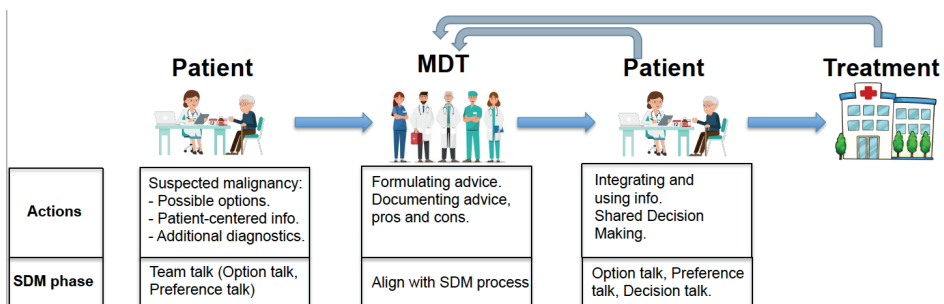 Patient
MDT
Patient
Treatment
Actions
Suspected malignancy:
- Possible options.
- Patient-centered info.
- Additional diagnostics.
Formulating advice.
Documenting advice,
pros and cons.
Integrating and
using info.
Shared Decision
Making.
SDM phase
Team talk (Option talk,
Preference talk)
Align with SDM process
Option talk, Preference
talk, Decision talk.